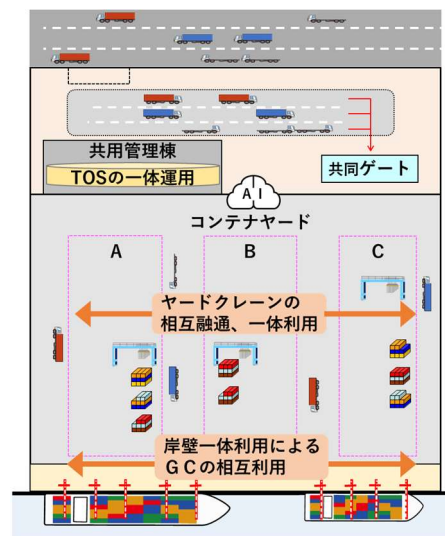 共用管理棟
TOSの一体運用
共同ゲート
AI
コンテナヤード
A
B
C
ヤードクレーンの
相互融通、一体利用
岸壁一体利用による
GCの相互利用